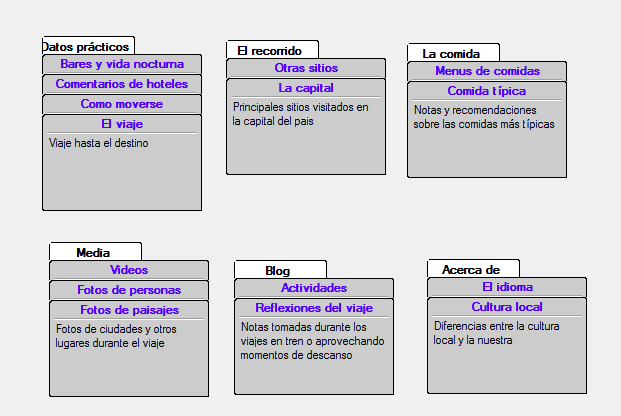 Datos prácticos
Bares y vida nocturna
Comentarios de hoteles
Como moverse
El viaje
Viaje hasta el destino
El recorrido
Otras sitios
La capital
Principales sitios visitados en
la capital del pais
La comida
Menus de comidas
Comida típica
Notas y recomendaciones
sobre las comidas más típicas
Media
Videos
Fotos de personas
Fotos de paisajes
Fotos de ciudades y otros
lugares durante el viaje
Blog
Actividades
Reflexiones del viaje
Notas tomadas durante los
viajes en tren o aprovechando
momentos de descanso
Acerca de
El idioma
Cultura local
Diferencias entre la cultura
local y la nuestra